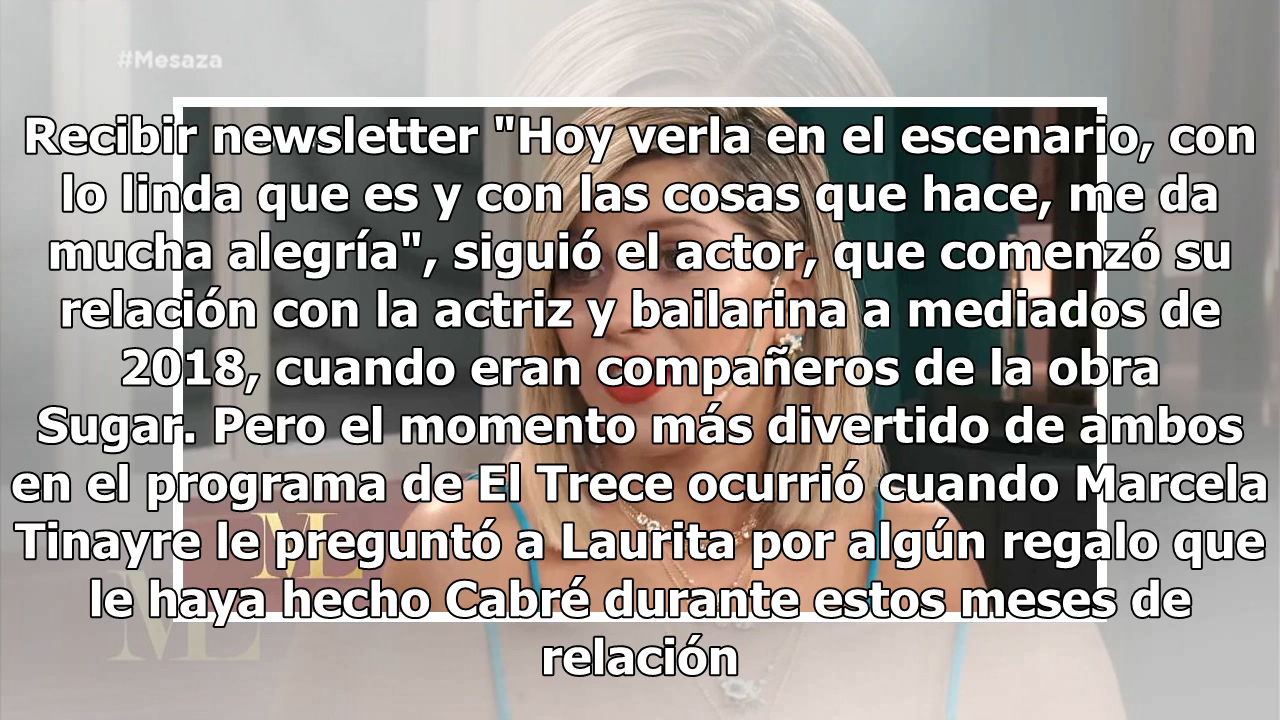 #Mesaza
Recibir newsletter "Hoy verla en el escenario, con
lo linda que es y con las cosas que hace, me da
mucha alegría", siguió el actor, que comenzó su
relación con la actriz y bailarina a mediados de
2018, cuando eran compañeros de la obra
Sugar. Pero el momento más divertido de ambos
en el programa de El Trece ocurrió cuando Marcela
Tinayre le preguntó a Laurita por algún regalo que
le haya hecho Cabré durante estos meses de
relación
ML
ML